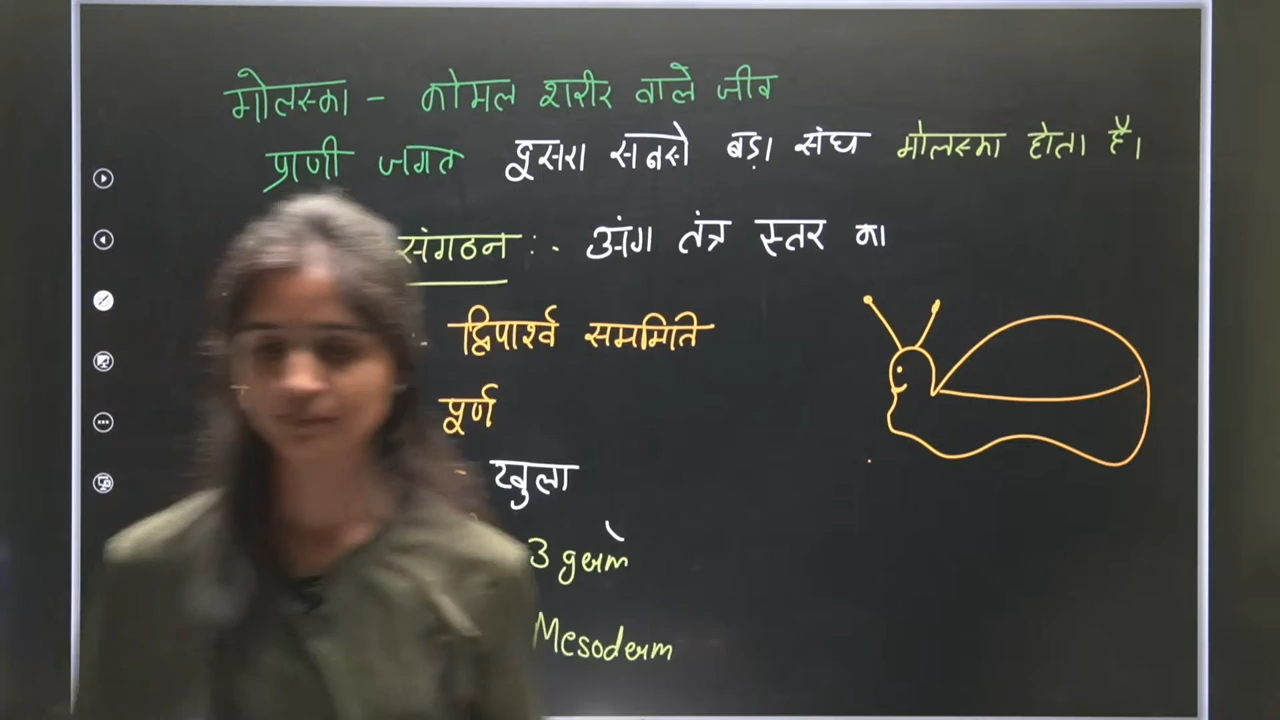 मोलस्का - कोमल शरीर वाले जीव
प्राणी जगत दूसरा सबसे बड़ा संघ मोलस्का होता है।
संगठन :- अंग तंत्र स्तर का
द्विपार्श्व सममिति
पूर्ण
खुला
3 germ
Mesoderm